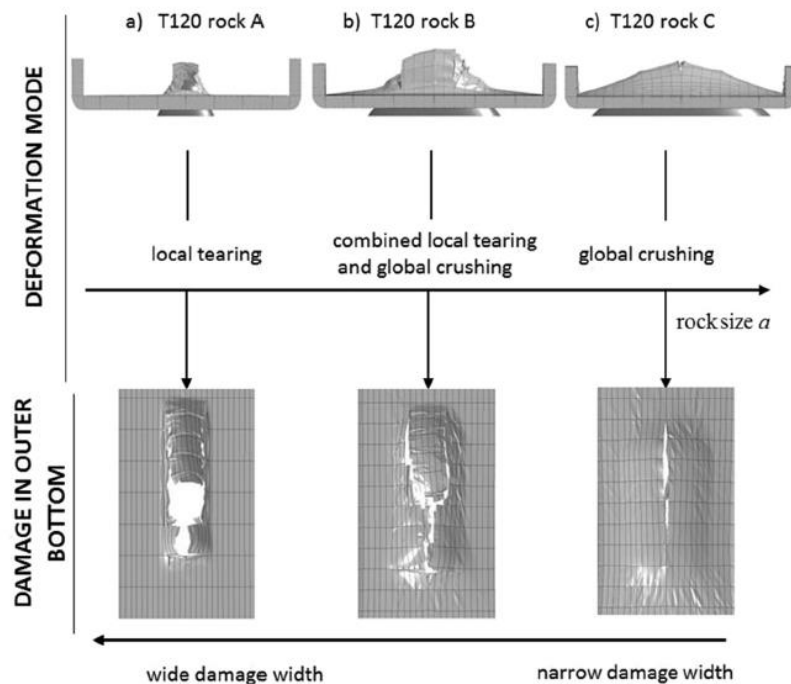 a) T120 rock A
b) T120 rock B
c) T120 rock C
DEFORMATION MODE
local tearing
combined local tearing
and global crushing
global crushing
rock size a
DAMAGE IN OUTER
BOTTOM
wide damage width
narrow damage width